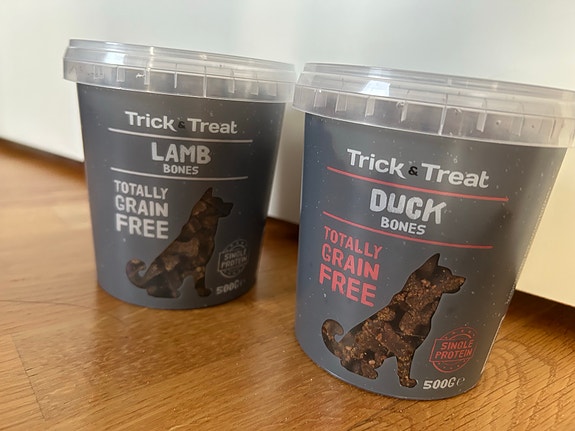 Trick & Treat
LAMB
BONES
TOTALLY
GRAIN
FREE
SINGLE
PROTEIN
500G℮
Trick & Treat
DUCK
BONES
TOTALLY
GRAIN
FREE
SINGLE
PROTEIN
500G℮